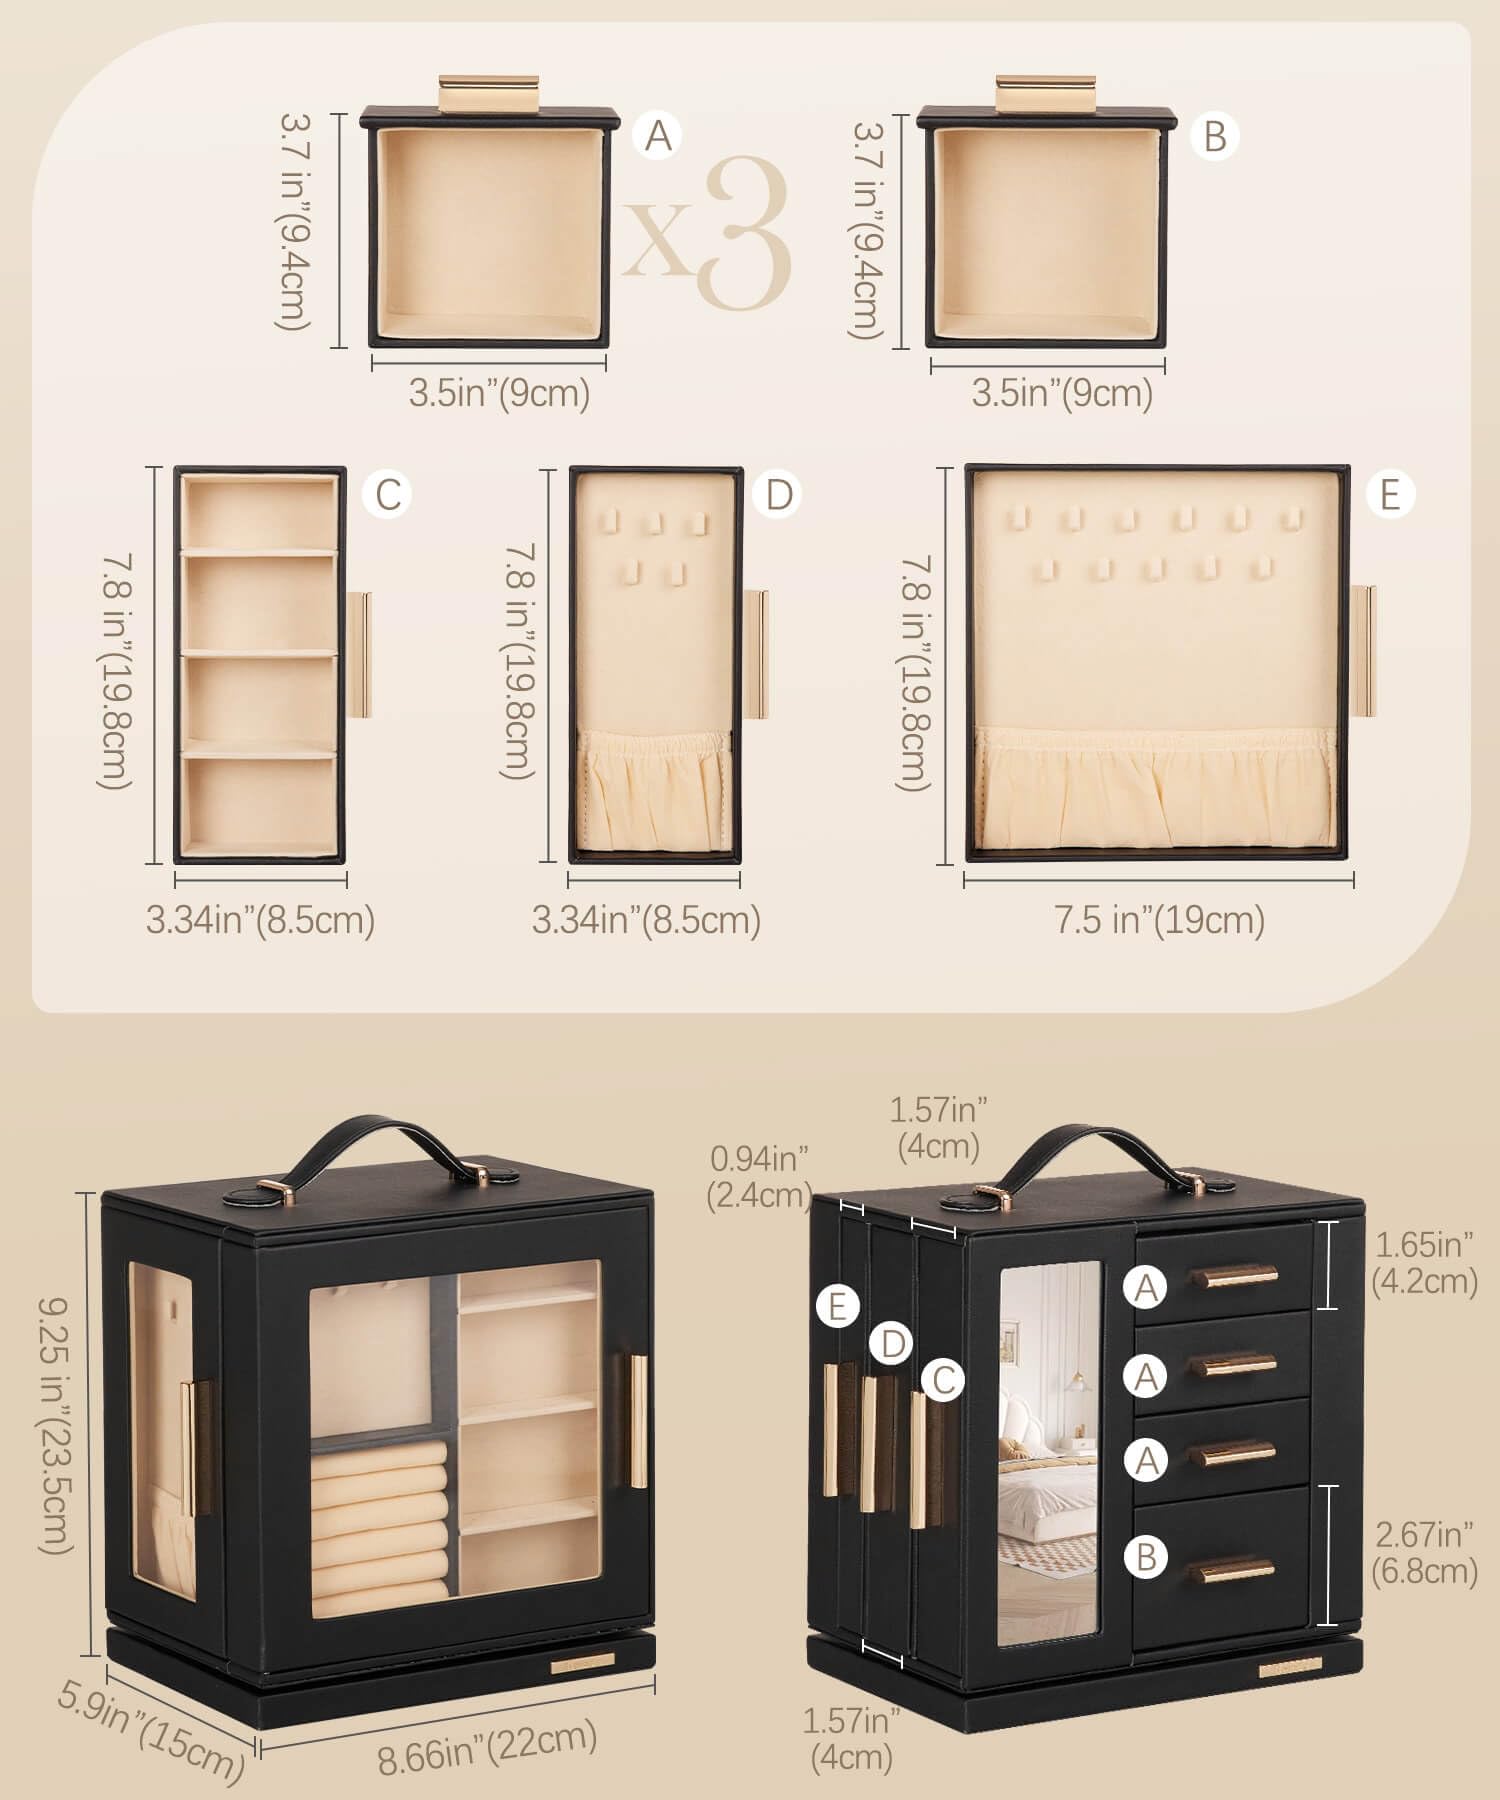 3.7 in”(9.4cm)
A
x3
3.5in”(9cm)
3.7 in”(9.4cm)
B
3.5in”(9cm)
7.8 in”(19.8cm)
C
3.34in”(8.5cm)
7.8 in”(19.8cm)
D
3.34in”(8.5cm)
7.8 in”(19.8cm)
E
7.5 in”(19cm)
9.25 in”(23.5cm)
5.9in”(15cm)
8.66in”(22cm)
0.94in”
(2.4cm)
1.57in”
(4cm)
E
D
C
A
A
A
B
1.65in”
(4.2cm)
2.67in”
(6.8cm)
1.57in”
(4cm)